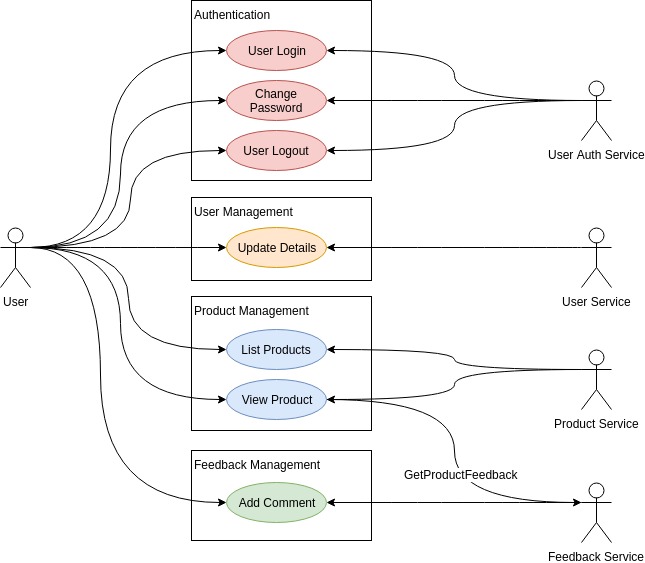 Authentication
User Login
Change
Password
User Logout
User Auth Service
User Management
Update Details
User
User Service
Product Management
List Products
View Product
Product Service
Feedback Management
GetProductFeedback
Add Comment
Feedback Service